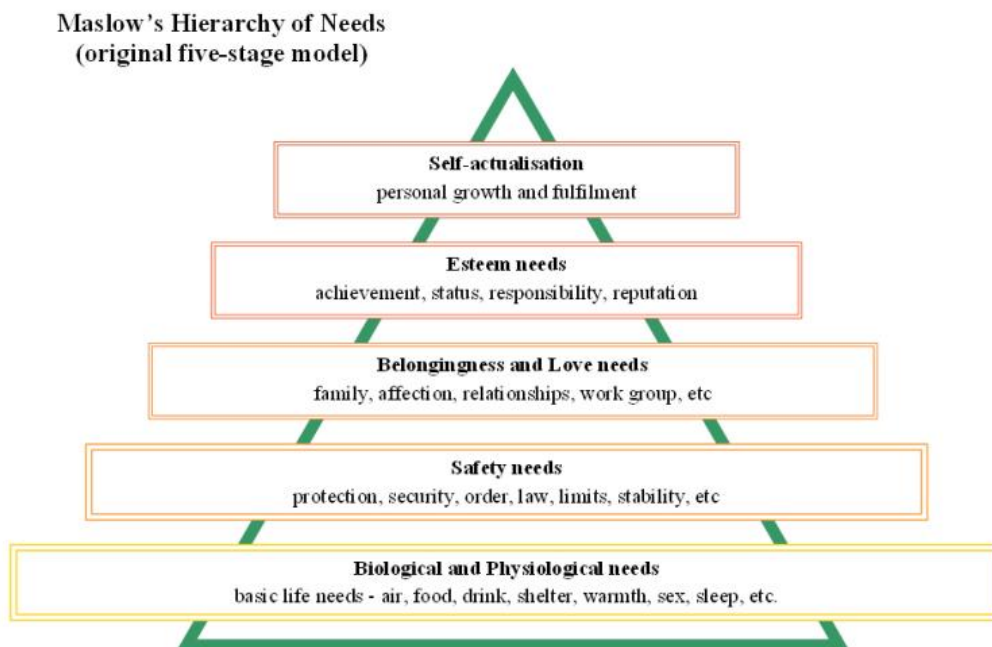 Maslow's Hierarchy of Needs
(original five-stage model)
Self-actualisation
personal growth and fulfilment
Esteem needs
achievement, status, responsibility, reputation
Belongingness and Love needs
family, affection, relationships, work group, etc
Safety needs
protection, security, order, law, limits, stability, etc
Biological and Physiological needs
basic life needs - air, food, drink, shelter, warmth, sex, sleep, etc.